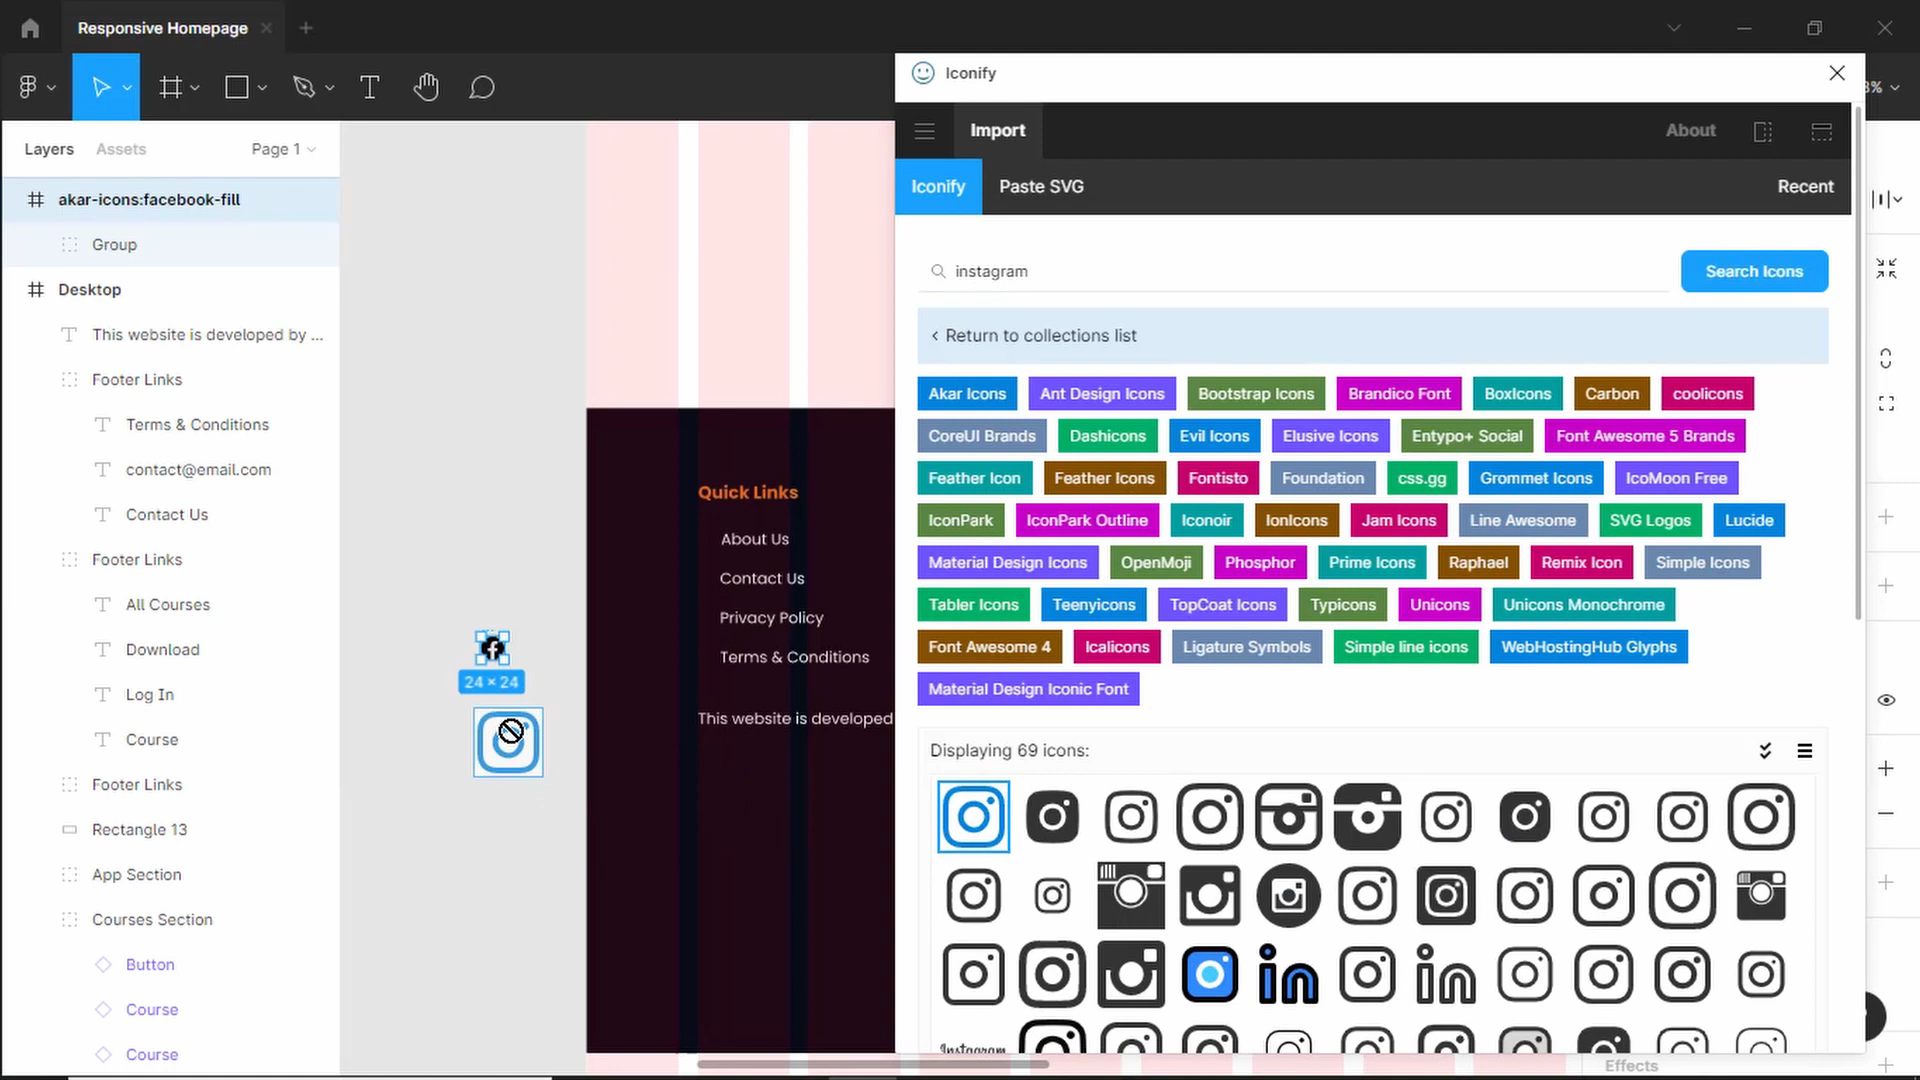 Responsive Homepage
Iconify
8%
Import
About
Layers
Assets
Page 1
Iconify
Paste SVG
Recent
akar-icons:facebook-fill
Group
instagram
Search Icons
Desktop
This website is developed by ...
Return to collections list
Footer Links
Akar Icons
Ant Design Icons
Bootstrap Icons
Brandico Font
BoxIcons
Carbon
coolicons
Terms & Conditions
CoreUI Brands
Dashicons
Evil Icons
Elusive Icons
Entypo+ Social
Font Awesome 5 Brands
contact@email.com
Feather Icon
Feather Icons
Fontisto
Foundation
css.gg
Grommet Icons
IcoMoon Free
Quick Links
Contact Us
IconPark
IconPark Outline
Iconoir
IonIcons
Jam Icons
Line Awesome
SVG Logos
Lucide
About Us
Footer Links
Material Design Icons
OpenMoji
Phosphor
Prime Icons
Raphael
Remix Icon
Simple Icons
Contact Us
All Courses
Tabler Icons
Teenyicons
TopCoat Icons
Typicons
Unicons
Unicons Monochrome
Privacy Policy
Download
Font Awesome 4
Icalicons
Ligature Symbols
Simple line icons
WebHostingHub Glyphs
Terms & Conditions
24 × 24
Log In
Material Design Iconic Font
This website is developed
Course
Displaying 69 icons:
Footer Links
Rectangle 13
App Section
Courses Section
Button
Course
Instagram
Course
Effects